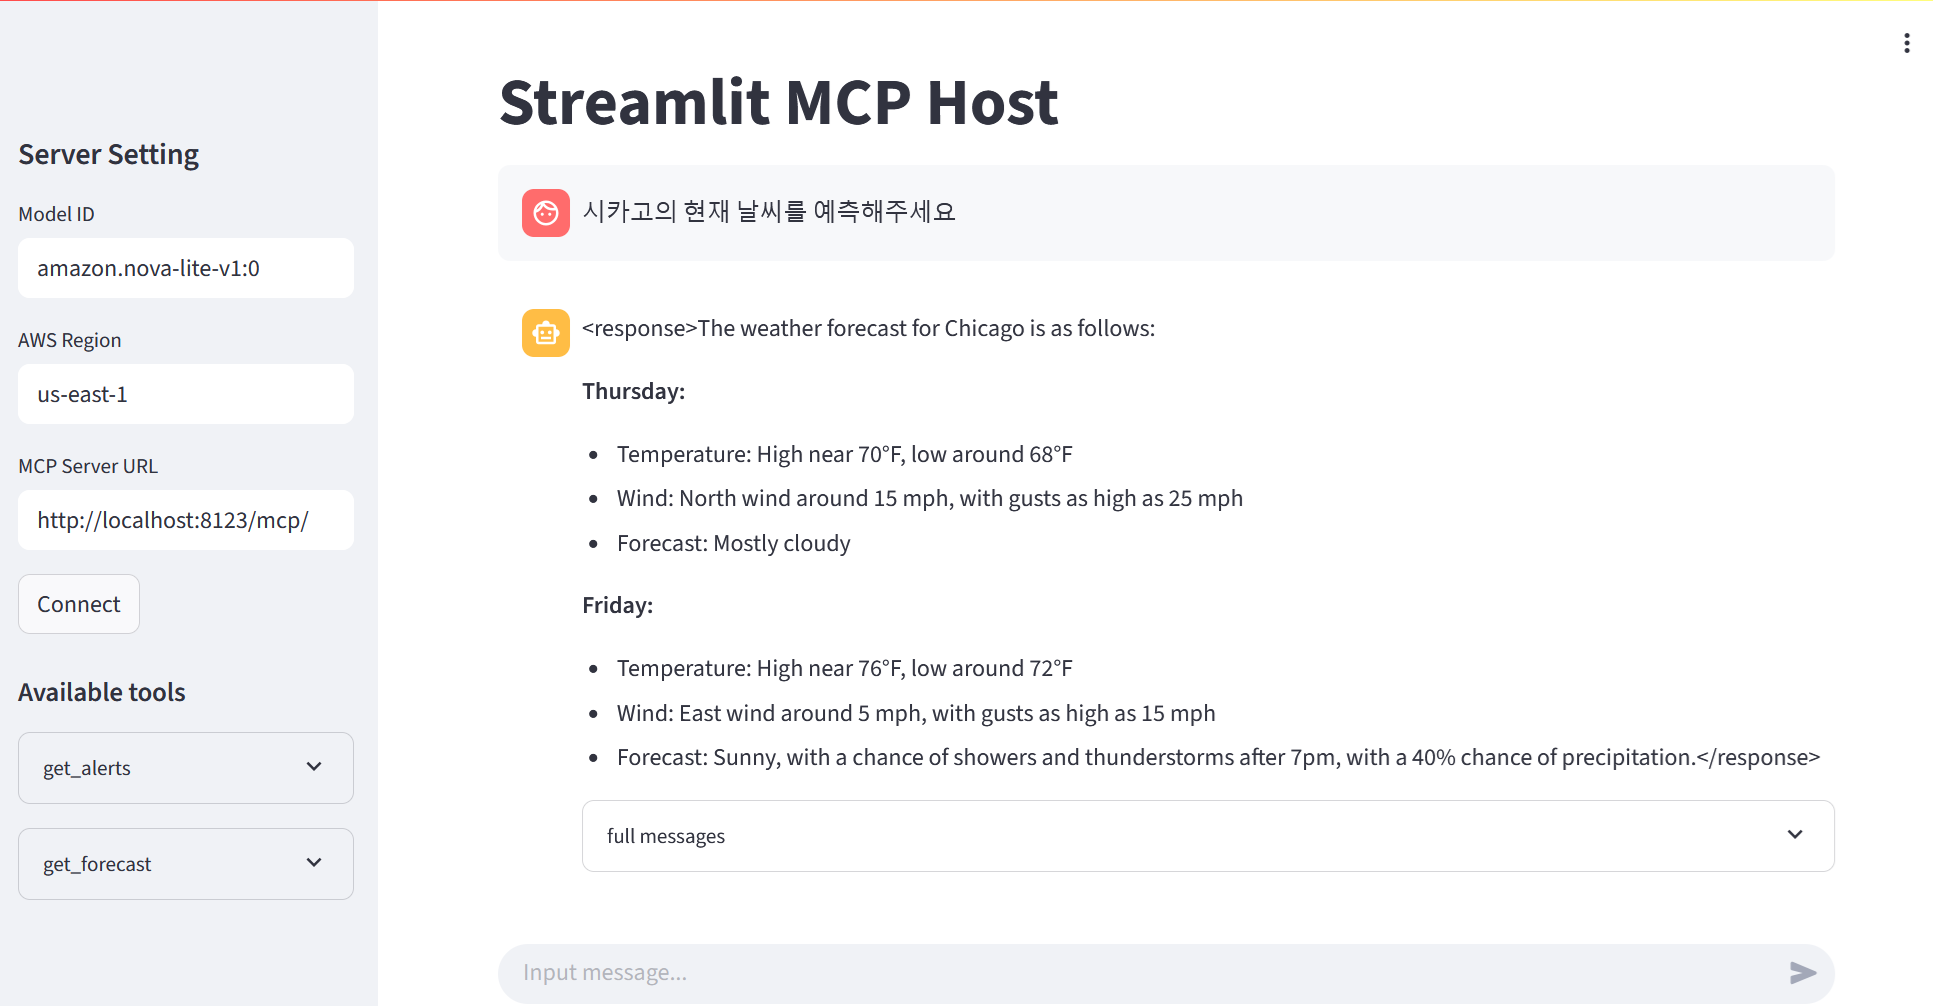 Server Setting
Model ID
amazon.nova-lite-v1:0
AWS Region
us-east-1
MCP Server URL
http://localhost:8123/mcp/
Connect
Available tools
get_alerts
get_forecast
Streamlit MCP Host
시카고의 현재 날씨를 예측해주세요
<response>The weather forecast for Chicago is as follows:
Thursday:
Temperature: High near 70°F, low around 68°F
Wind: North wind around 15 mph, with gusts as high as 25 mph
Forecast: Mostly cloudy
Friday:
Temperature: High near 76°F, low around 72°F
Wind: East wind around 5 mph, with gusts as high as 15 mph
Forecast: Sunny, with a chance of showers and thunderstorms after 7pm, with a 40% chance of precipitation.</response>
full messages
Input message...